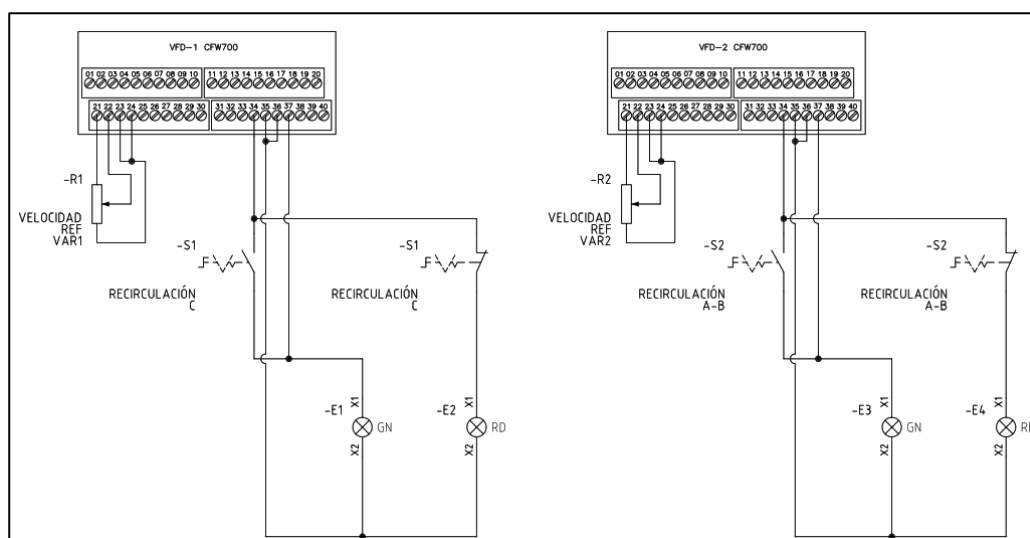 VFD-1 CFW700
01 02 03 04 05 06 07 08 09 10 11 12 13 14 15 16 17 18 19 20
21 22 23 24 25 26 27 28 29 30 31 32 33 34 35 36 37 38 39 40
-R1
VELOCIDAD
REF
VAR1
-S1
RECIRCULACIÓN
C
-S1
RECIRCULACIÓN
C
-E1
X1
X2
GN
-E2
X1
X2
RD
VFD-2 CFW700
01 02 03 04 05 06 07 08 09 10 11 12 13 14 15 16 17 18 19 20
21 22 23 24 25 26 27 28 29 30 31 32 33 34 35 36 37 38 39 40
-R2
VELOCIDAD
REF
VAR2
-S2
RECIRCULACIÓN
A-B
-S2
RECIRCULACIÓN
A-B
-E3
X1
X2
GN
-E4
X1
X2